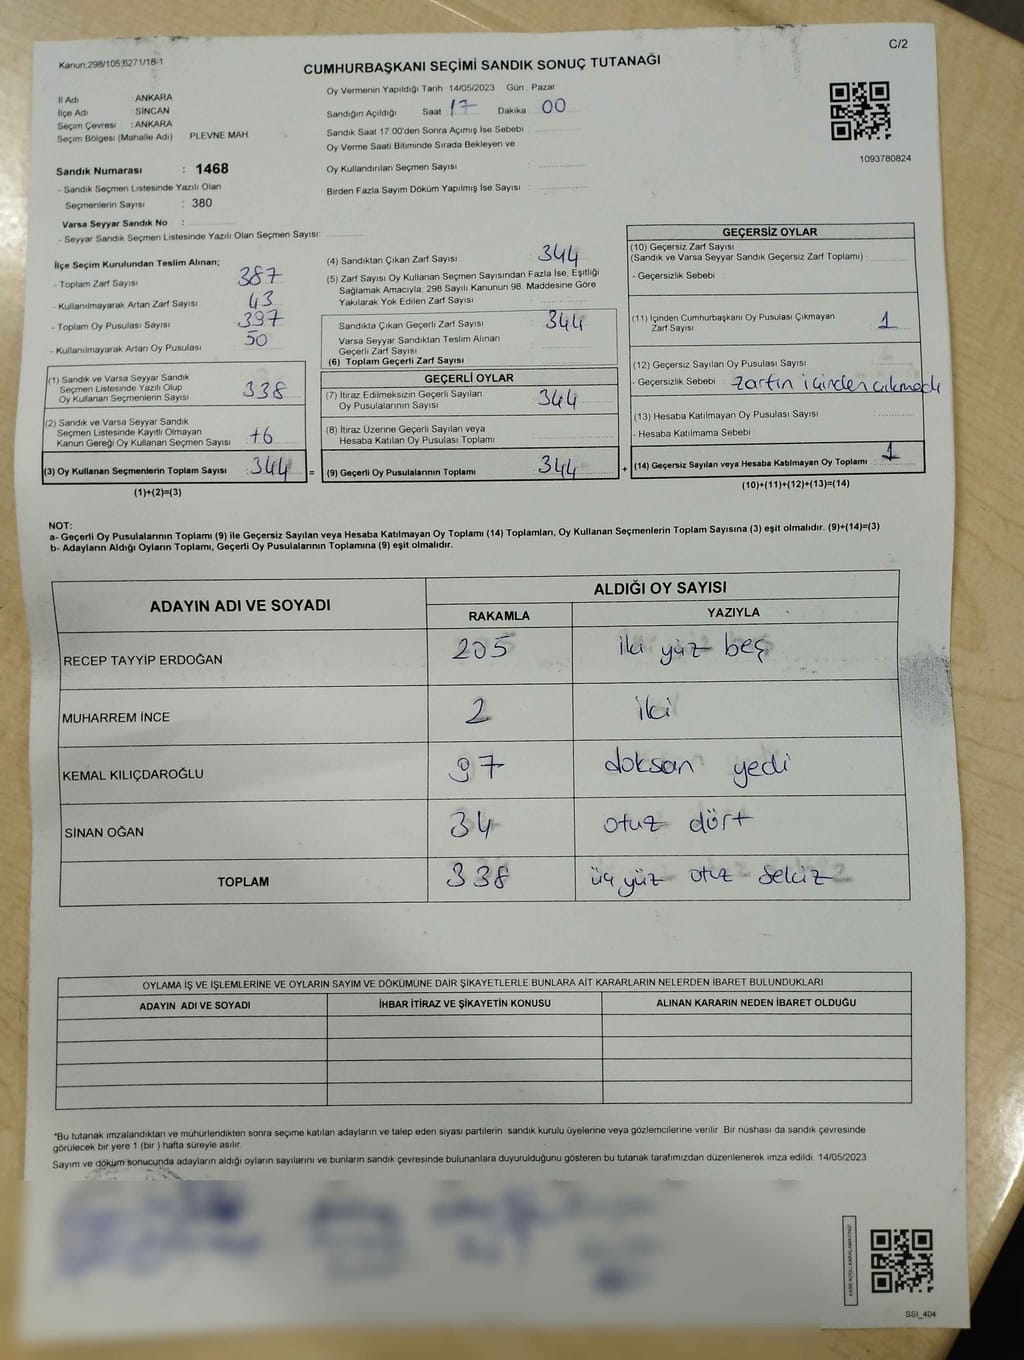 C/2
Kanun:298/105,6271/18-1
CUMHURBAŞKANI SEÇİMİ SANDIK SONUÇ TUTANAĞI
İl Adı : ANKARA
İlçe Adı : SİNCAN
Seçim Çevresi : ANKARA
Seçim Bölgesi (Mahalle Adı) PLEVNE MAH.
Sandık Numarası : 1468
- Sandık Seçmen Listesinde Yazılı Olan
Seçmenlerin Sayısı : 380
Varsa Seyyar Sandık No :
- Seyyar Sandık Seçmen Listesinde Yazılı Olan Seçmen Sayısı:
Oy Vermenin Yapıldığı Tarih 14/05/2023 Gün : Pazar
Sandığın Açıldığı Saat 17 Dakika 00
Sandık Saat 17:00'den Sonra Açımış İse Sebebi
Oy Verme Saati Bitiminde Sırada Bekleyen ve
Oy Kullandırılan Seçmen Sayısı :
Birden Fazla Sayım Döküm Yapılmış İse Sayısı :
1093780824
İlçe Seçim Kurulundan Teslim Alınan;
- Toplam Zarf Sayısı 387
- Kullanılmayarak Artan Zarf Sayısı 43
- Toplam Oy Pusulası Sayısı 397
- Kullanılmayarak Artan Oy Pusulası 50
(1) Sandık ve Varsa Seyyar Sandık
Seçmen Listesinde Yazılı Olup
Oy Kullanan Seçmenlerin Sayısı 338
(2) Sandık ve Varsa Seyyar Sandık
Seçmen Listesinde Kayıtlı Olmayan
Kanun Gereği Oy Kullanan Seçmen Sayısı +6
(3) Oy Kullanan Seçmenlerin Toplam Sayısı 344 =
(1)+(2)=(3)
(4) Sandıktan Çıkan Zarf Sayısı 344
(5) Zarf Sayısı Oy Kullanan Seçmen Sayısından Fazla İse, Eşitliği
Sağlamak Amacıyla; 298 Sayılı Kanunun 98. Maddesine Göre
Yakılarak Yok Edilen Zarf Sayısı
Sandıkta Çıkan Geçerli Zarf Sayısı 344
Varsa Seyyar Sandıktan Teslim Alınan
Geçerli Zarf Sayısı
(6) Toplam Geçerli Zarf Sayısı
GEÇERLİ OYLAR
(7) İtiraz Edilmeksizin Geçerli Sayılan
Oy Pusulalarının Sayısı 344
(8) İtiraz Üzerine Geçerli Sayılan veya
Hesaba Katılan Oy Pusulası Toplamı
(9) Geçerli Oy Pusulalarının Toplamı 344 +
GEÇERSİZ OYLAR
(10) Geçersiz Zarf Sayısı
(Sandık ve Varsa Seyyar Sandık Geçersiz Zarf Toplamı)
- Geçersizlik Sebebi :
(11) İçinden Cumhurbaşkanı Oy Pusulası Çıkmayan
Zarf Sayısı 1
(12) Geçersiz Sayılan Oy Pusulası Sayısı
- Geçersizlik Sebebi : Zarfın içinden çıkmadı
(13) Hesaba Katılmayan Oy Pusulası Sayısı
- Hesaba Katılmama Sebebi
(14) Geçersiz Sayılan veya Hesaba Katılmayan Oy Toplamı 1
(10)+(11)+(12)+(13)=(14)
NOT:
a- Geçerli Oy Pusulalarının Toplamı (9) ile Geçersiz Sayılan veya Hesaba Katılmayan Oy Toplamı (14) Toplamları, Oy Kullanan Seçmenlerin Toplam Sayısına (3) eşit olmalıdır. (9)+(14)=(3)
b- Adayların Aldığı Oyların Toplamı, Geçerli Oy Pusulalarının Toplamına (9) eşit olmalıdır.
ADAYIN ADI VE SOYADI ALDIĞI OY SAYISI
RAKAMLA YAZIYLA
RECEP TAYYİP ERDOĞAN 205 iki yüz beş
MUHARREM İNCE 2 iki
KEMAL KILIÇDAROĞLU 97 doksan yedi
SİNAN OĞAN 34 otuz dört
TOPLAM 338 üç yüz otuz sekiz
OYLAMA İŞ VE İŞLEMLERİNE VE OYLARIN SAYIM VE DÖKÜMÜNE DAİR ŞİKAYETLERLE BUNLARA AİT KARARLARIN NELERDEN İBARET BULUNDUKLARI
ADAYIN ADI VE SOYADI İHBAR İTİRAZ VE ŞİKAYETİN KONUSU ALINAN KARARIN NEDEN İBARET OLDUĞU
*Bu tutanak imzalandıktan ve mühürlendikten sonra seçime katılan adayların ve talep eden siyasi partilerin sandık kurulu üyelerine veya gözlemcilerine verilir. Bir nüshası da sandık çevresinde
görülecek bir yere 1 (bir ) hafta süreyle asılır.
Sayım ve döküm sonucunda adayların aldığı oyların sayılarını ve bunların sandık çevresinde bulunanlara duyurulduğunu gösteren bu tutanak tarafımızdan düzenlenerek imza edildi. 14/05/2023
SSİ_404